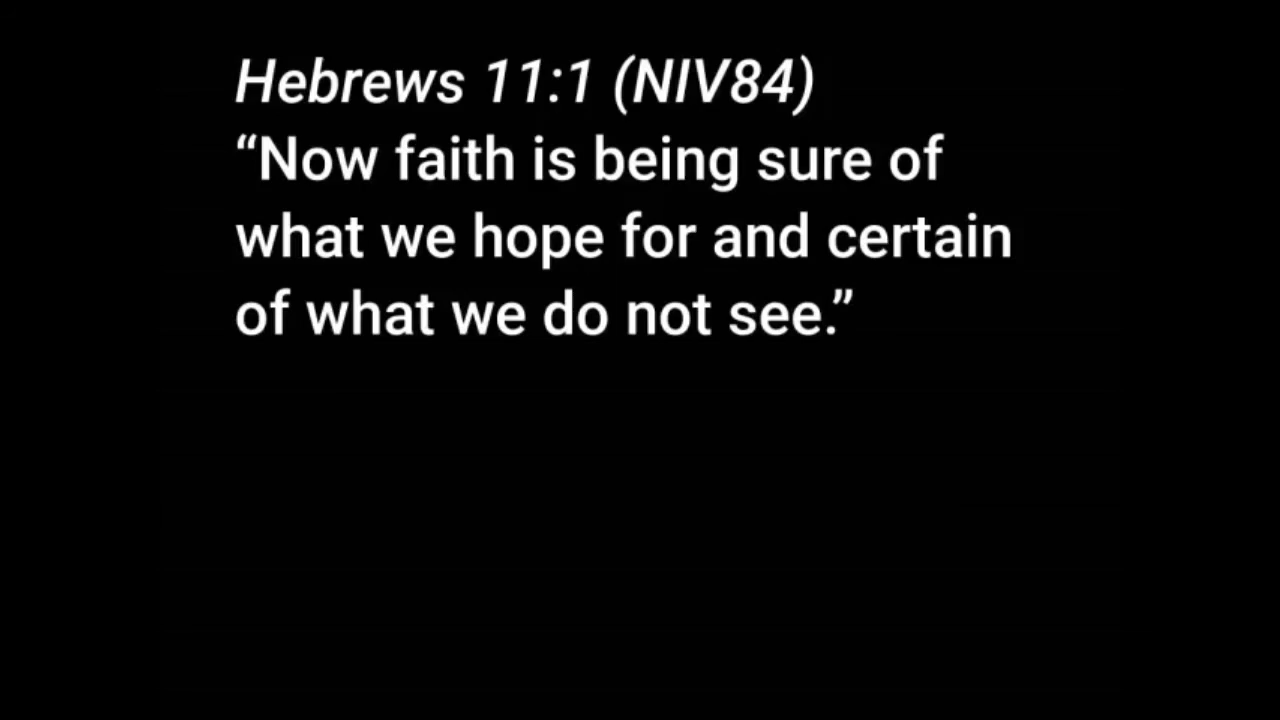 Hebrews 11:1 (NIV84)
“Now faith is being sure of
what we hope for and certain
of what we do not see.”